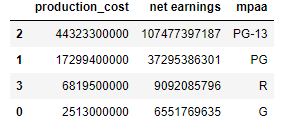 production_cost net earnings mpaa
2 44323300000 107477397187 PG-13
1 17299400000 37295386301 PG
3 6819500000 9092085796 R
0 2513000000 6551769635 G